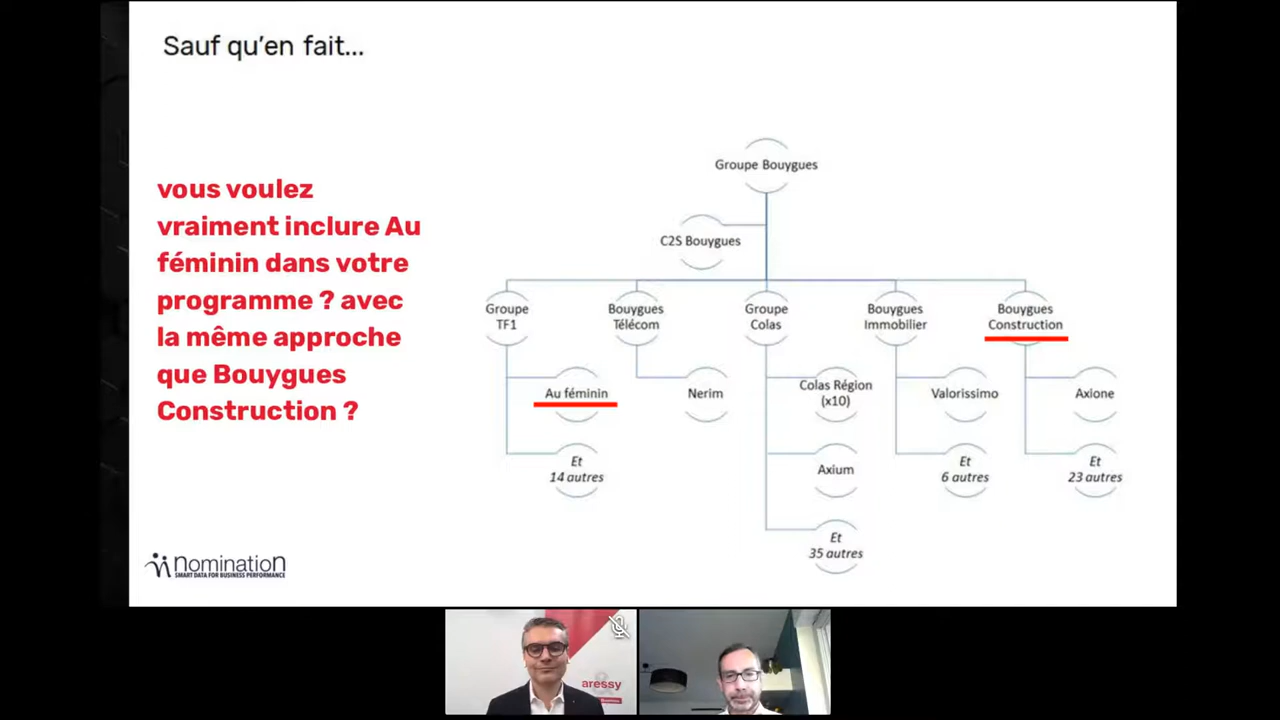 Sauf qu'en fait...
vous voulez
vraiment inclure Au
féminin dans votre
programme ? avec
la même approche
que Bouygues
Construction ?
Groupe Bouygues
C2S Bouygues
Groupe
TF1
Bouygues
Télécom
Groupe
Colas
Bouygues
Immobilier
Bouygues
Construction
Au féminin
Nerim
Colas Région
(x10)
Valorissimo
Axione
Et
14 autres
Axium
Et
6 autres
Et
23 autres
Et
35 autres
nomination
SMART DATA FOR BUSINESS PERFORMANCE
aressy